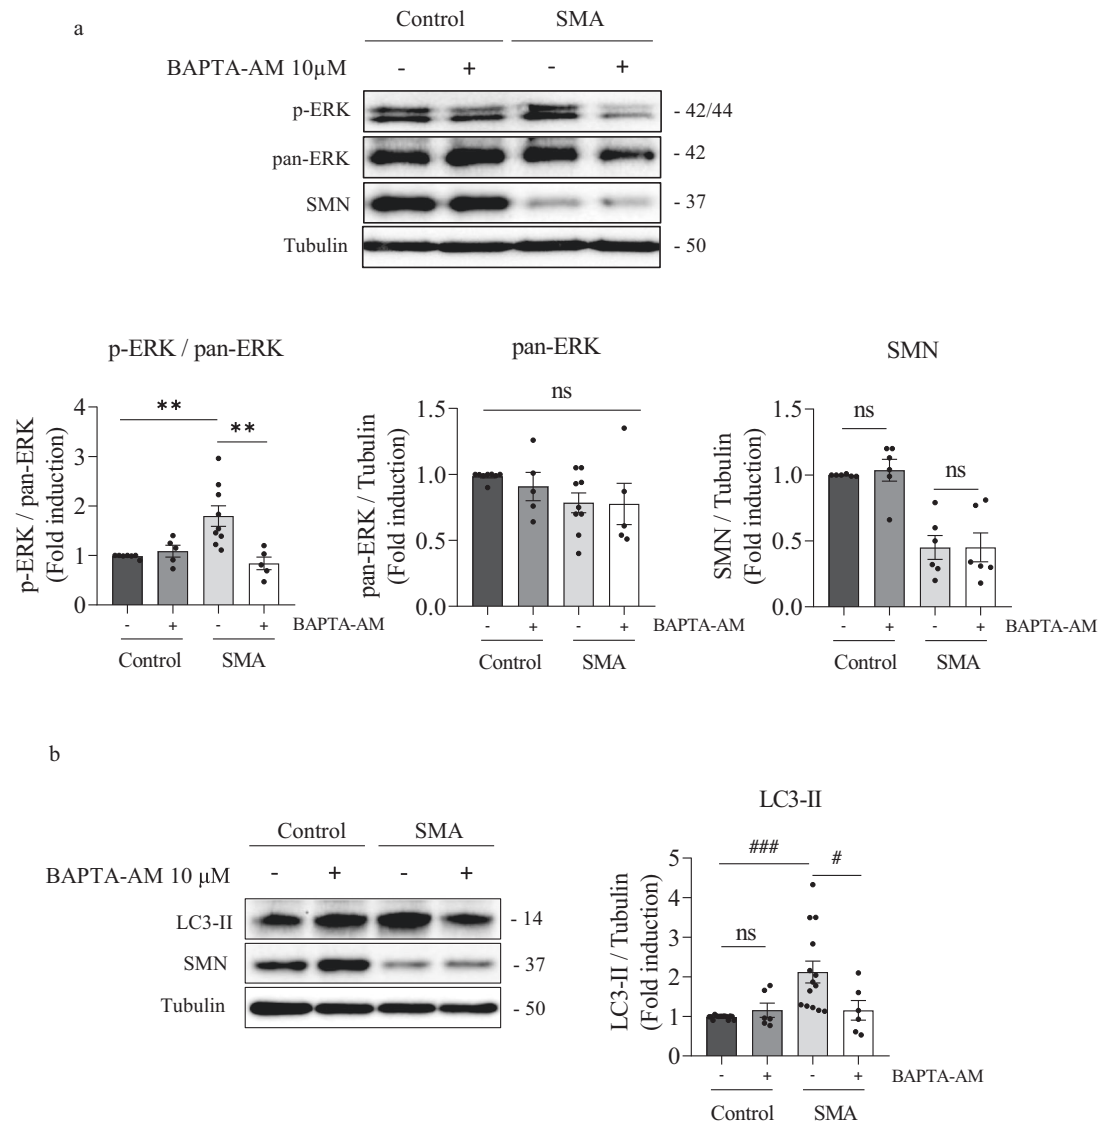 a
Control SMA
BAPTA-AM 10µM - + - +
p-ERK - 42/44
pan-ERK - 42
SMN - 37
Tubulin - 50
p-ERK / pan-ERK
p-ERK / pan-ERK
(Fold induction)
4
3
2
1
0
**
**
- + - + BAPTA-AM
Control SMA
pan-ERK
pan-ERK / Tubulin
(Fold induction)
1.5
1.0
0.5
0.0
ns
- + - + BAPTA-AM
Control SMA
SMN
SMN / Tubulin
(Fold induction)
1.5
1.0
0.5
0.0
ns
ns
- + - + BAPTA-AM
Control SMA
b
Control SMA
BAPTA-AM 10 µM - + - +
LC3-II - 14
SMN - 37
Tubulin - 50
LC3-II
LC3-II / Tubulin
(Fold induction)
5
4
3
2
1
0
###
#
ns
- + - + BAPTA-AM
Control SMA